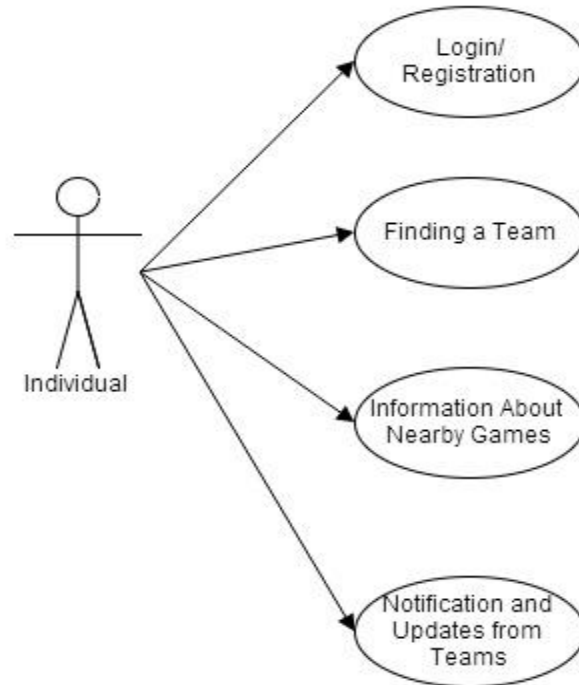 Login/
Registration
Finding a Team
Individual
Information About
Nearby Games
Notification and
Updates from
Teams